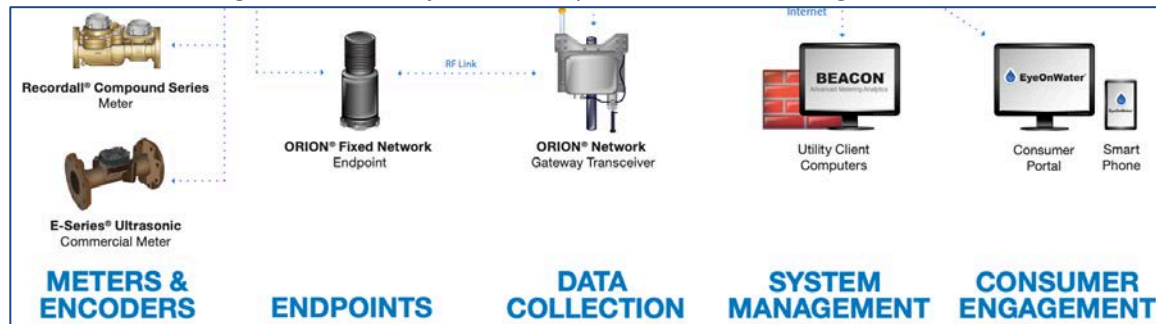 Internet
RF Link
Recordall® Compound Series
Meter
BEACON
Advanced Metering Analytics
EyeOnWater®
EyeOnWater
ORION® Fixed Network
Endpoint
ORION® Network
Gateway Transceiver
Utility Client
Computers
Consumer
Portal
Smart
Phone
E-Series® Ultrasonic
Commercial Meter
METERS &
ENCODERS
ENDPOINTS
DATA
COLLECTION
SYSTEM
MANAGEMENT
CONSUMER
ENGAGEMENT